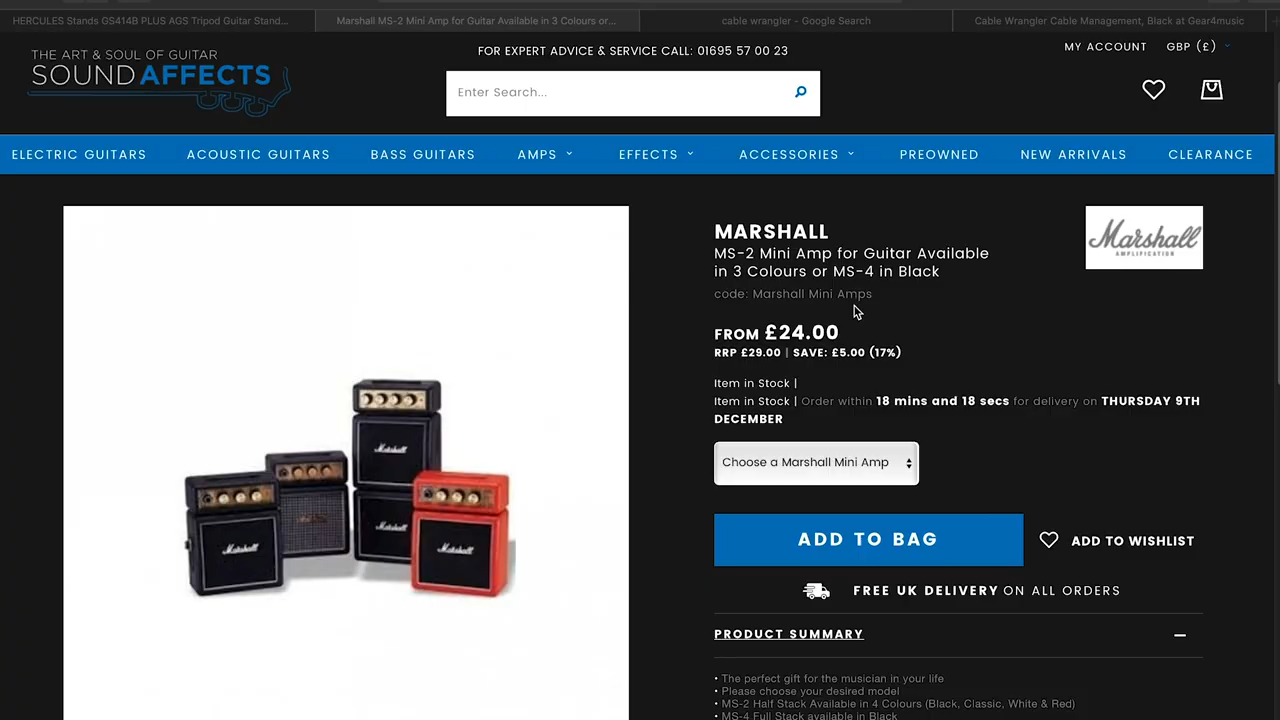 HERCULES Stands GS414B PLUS AGS Tripod Guitar Stand...
Marshall MS-2 Mini Amp for Guitar Available in 3 Colours or...
cable wrangler - Google Search
Cable Wrangler Cable Management, Black at Gear4music
THE ART & SOUL OF GUITAR
SOUNDAFFECTS
FOR EXPERT ADVICE & SERVICE CALL: 01695 57 00 23
MY ACCOUNT
GBP (£)
Enter Search...
ELECTRIC GUITARS
ACOUSTIC GUITARS
BASS GUITARS
AMPS
EFFECTS
ACCESSORIES
PREOWNED
NEW ARRIVALS
CLEARANCE
MARSHALL
MS-2 Mini Amp for Guitar Available
in 3 Colours or MS-4 in Black
code: Marshall Mini Amps
Marshall
AMPLIFICATION
FROM £24.00
RRP £29.00 | SAVE: £5.00 (17%)
Item in Stock |
Item in Stock | Order within 18 mins and 18 secs for delivery on THURSDAY 9TH
DECEMBER
Choose a Marshall Mini Amp
ADD TO BAG
ADD TO WISHLIST
FREE UK DELIVERY ON ALL ORDERS
PRODUCT SUMMARY
• The perfect gift for the musician in your life
• Please choose your desired model
• MS-2 Half Stack Available in 4 Colours (Black, Classic, White & Red)
• MS-4 Full Stack available in Black
Marshall
Marshall
Marshall
Marshall